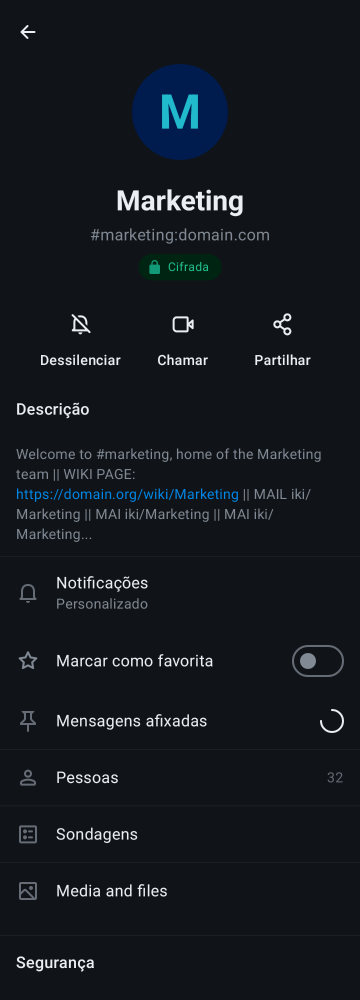 M
Marketing
#marketing:domain.com
Cifrada
Dessilenciar Chamar Partilhar
Descrição
Welcome to #marketing, home of the Marketing
team || WIKI PAGE:
https://domain.org/wiki/Marketing || MAIL iki/
Marketing || MAI iki/Marketing || MAI iki/
Marketing...
Notificações
Personalizado
Marcar como favorita
Mensagens afixadas
Pessoas 32
Sondagens
Media and files
Segurança